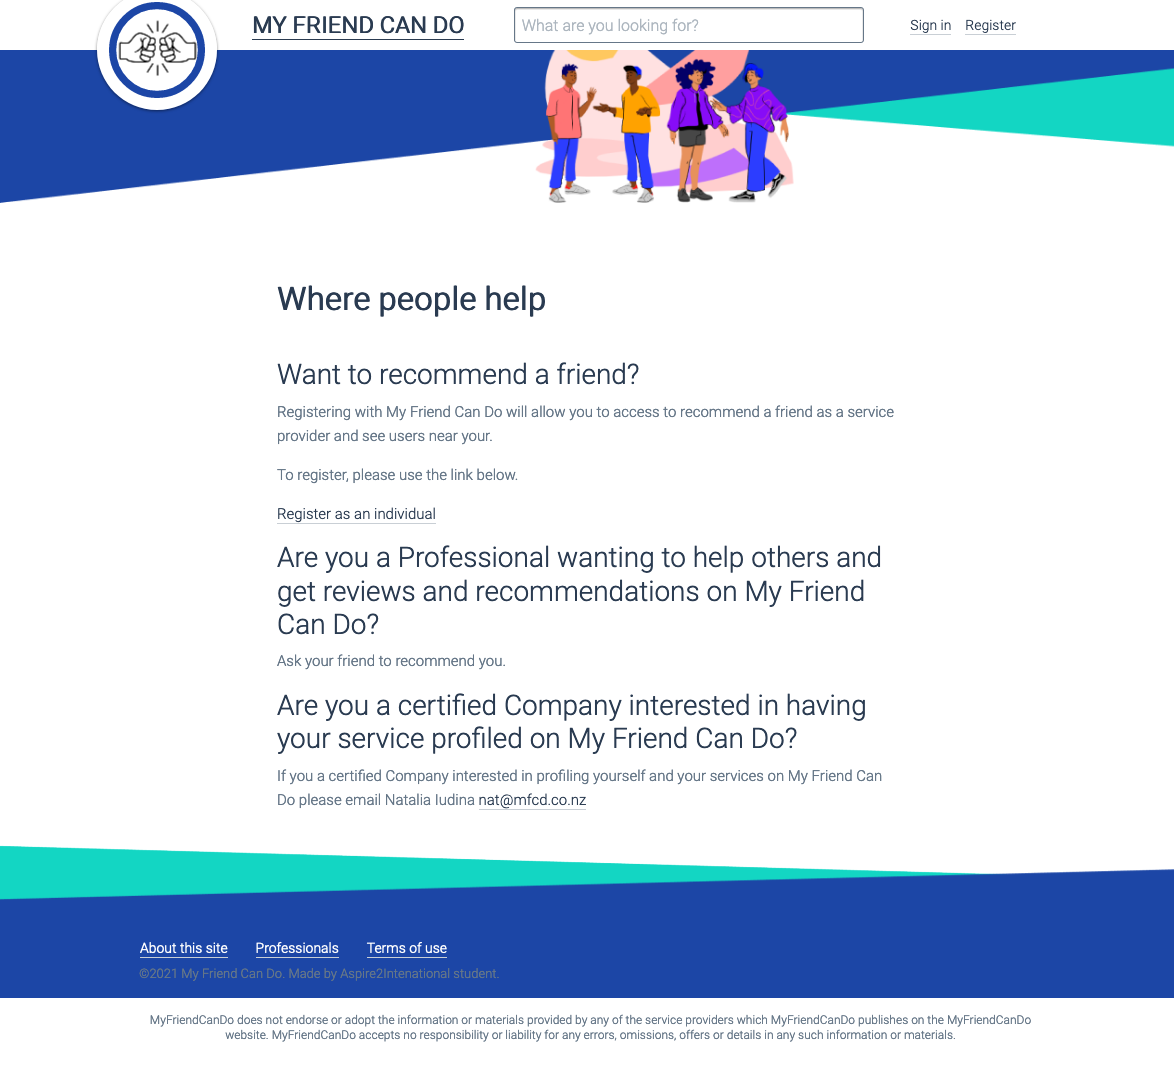 MY FRIEND CAN DO
What are you looking for?
Sign in
Register
Where people help
Want to recommend a friend?
Registering with My Friend Can Do will allow you to access to recommend a friend as a service
provider and see users near your.
To register, please use the link below.
Register as an individual
Are you a Professional wanting to help others and
get reviews and recommendations on My Friend
Can Do?
Ask your friend to recommend you.
Are you a certified Company interested in having
your service profiled on My Friend Can Do?
If you a certified Company interested in profiling yourself and your services on My Friend Can
Do please email Natalia Iudina nat@mfcd.co.nz
About this site
Professionals
Terms of use
©2021 My Friend Can Do. Made by Aspire2Intenational student.
MyFriendCanDo does not endorse or adopt the information or materials provided by any of the service providers which MyFriendCanDo publishes on the MyFriendCanDo
website. MyFriendCanDo accepts no responsibility or liability for any errors, omissions, offers or details in any such information or materials.